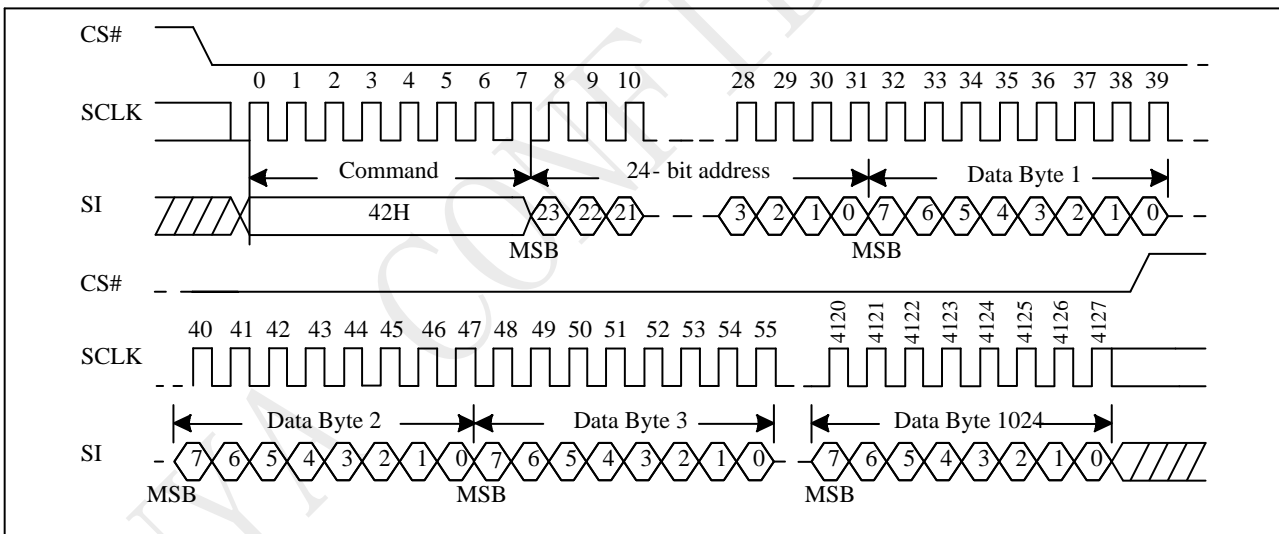 CS#
0 1 2 3 4 5 6 7 8 9 10 28 29 30 31 32 33 34 35 36 37 38 39
SCLK
Command 24- bit address Data Byte 1
SI 42H 23 22 21 3 2 1 0 7 6 5 4 3 2 1 0
MSB MSB
CS#
40 41 42 43 44 45 46 47 48 49 50 51 52 53 54 55 4120 4121 4122 4123 4124 4125 4126 4127
SCLK
Data Byte 2 Data Byte 3 Data Byte 1024
SI 7 6 5 4 3 2 1 0 7 6 5 4 3 2 1 0 7 6 5 4 3 2 1 0
MSB MSB MSB